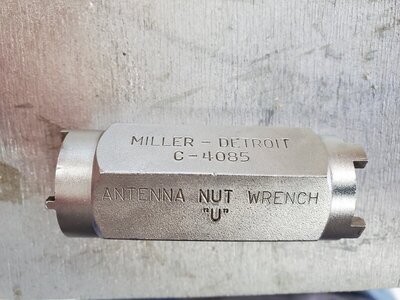 MILLER - DETROIT
C-4085
ANTENNA NUT WRENCH
"U"